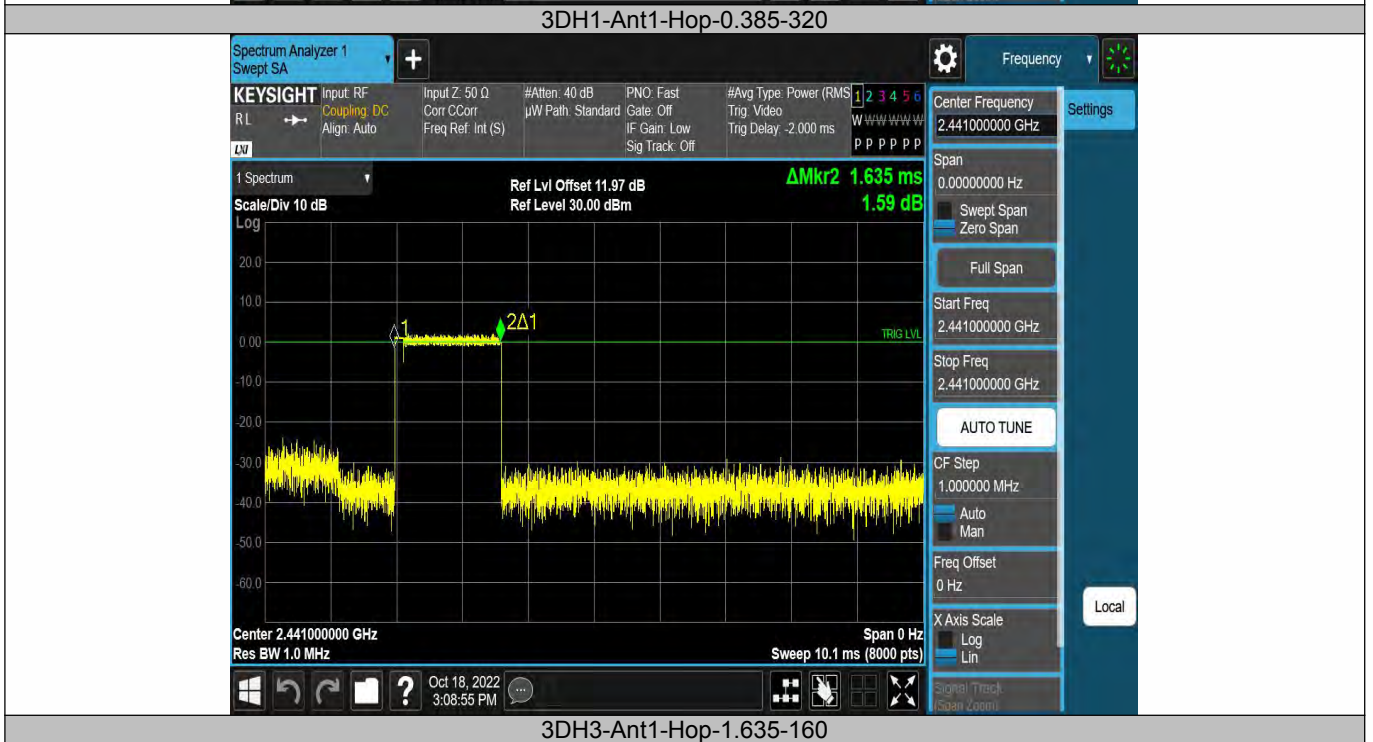 3DH1-Ant1-Hop-0.385-320
Spectrum Analyzer 1
Swept SA
+
Frequency
KEYSIGHT
RL
LXI
Input: RF
Coupling: DC
Align: Auto
Input Z: 50 Ω
Corr CCorr
Freq Ref: Int (S)
#Atten: 40 dB
µW Path: Standard
PNO: Fast
Gate: Off
IF Gain: Low
Sig Track: Off
#Avg Type: Power (RMS
Trig: Video
Trig Delay: -2.000 ms
1 2 3 4 5 6
W W W W W W
P P P P P P
1 Spectrum
Scale/Div 10 dB
Log
Ref Lvl Offset 11.97 dB
Ref Level 30.00 dBm
ΔMkr2 1.635 ms
1.59 dB
20.0
10.0
0.00
-10.0
-20.0
-30.0
-40.0
-50.0
-60.0
1
2Δ1
TRIG LVL
Center 2.441000000 GHz
Res BW 1.0 MHz
Span 0 Hz
Sweep 10.1 ms (8000 pts)
Center Frequency
2.441000000 GHz
Settings
Span
0.00000000 Hz
Swept Span
Zero Span
Full Span
Start Freq
2.441000000 GHz
Stop Freq
2.441000000 GHz
AUTO TUNE
CF Step
1.000000 MHz
Auto
Man
Freq Offset
0 Hz
X Axis Scale
Log
Lin
Signal Track
(Span Zoom)
Local
?
Oct 18, 2022
3:08:55 PM
3DH3-Ant1-Hop-1.635-160